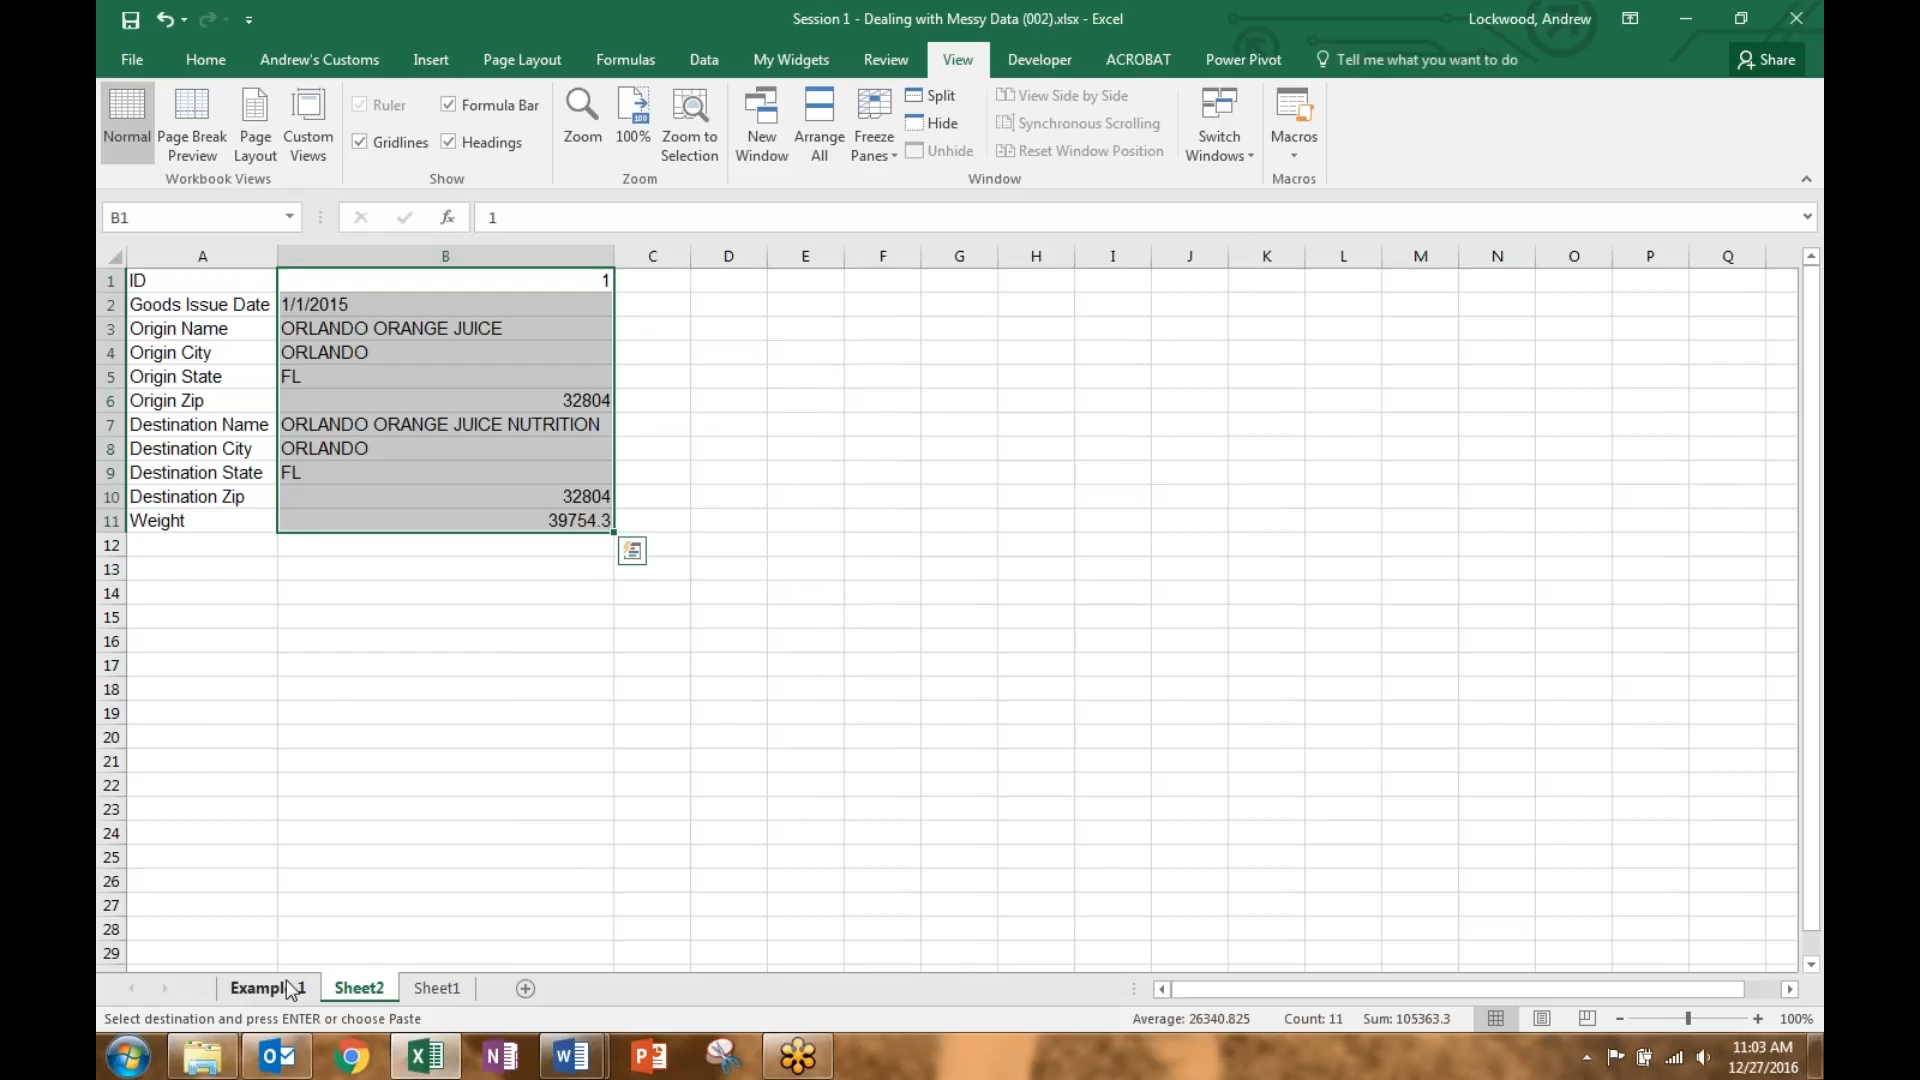 Session 1 - Dealing with Messy Data (002).xlsx - Excel
Lockwood, Andrew
File Home Andrew's Customs Insert Page Layout Formulas Data My Widgets Review View Developer ACROBAT Power Pivot Tell me what you want to do Share
Normal
Page Break Preview
Page Layout
Custom Views
Workbook Views
Ruler
Formula Bar
Gridlines
Headings
Show
Zoom
100
100%
Zoom to Selection
Zoom
New Window
Arrange All
Freeze Panes
Split
Hide
Unhide
View Side by Side
Synchronous Scrolling
Reset Window Position
Window
Switch Windows
Macros
Macros
B1 fx 1
A B C D E F G H I J K L M N O P Q
1 ID 1
2 Goods Issue Date 1/1/2015
3 Origin Name ORLANDO ORANGE JUICE
4 Origin City ORLANDO
5 Origin State FL
6 Origin Zip 32804
7 Destination Name ORLANDO ORANGE JUICE NUTRITION
8 Destination City ORLANDO
9 Destination State FL
10 Destination Zip 32804
11 Weight 39754.3
12
13
14
15
16
17
18
19
20
21
22
23
24
25
26
27
28
29
Example 1 Sheet2 Sheet1
Select destination and press ENTER or choose Paste
Average: 26340.825 Count: 11 Sum: 105363.3 100%
11:03 AM
12/27/2016